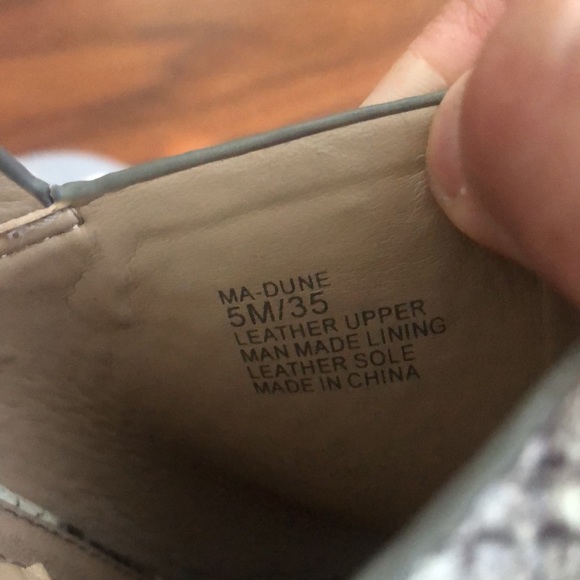 MA-DUNE
5M/35
LEATHER UPPER
MAN MADE LINING
LEATHER SOLE
MADE IN CHINA